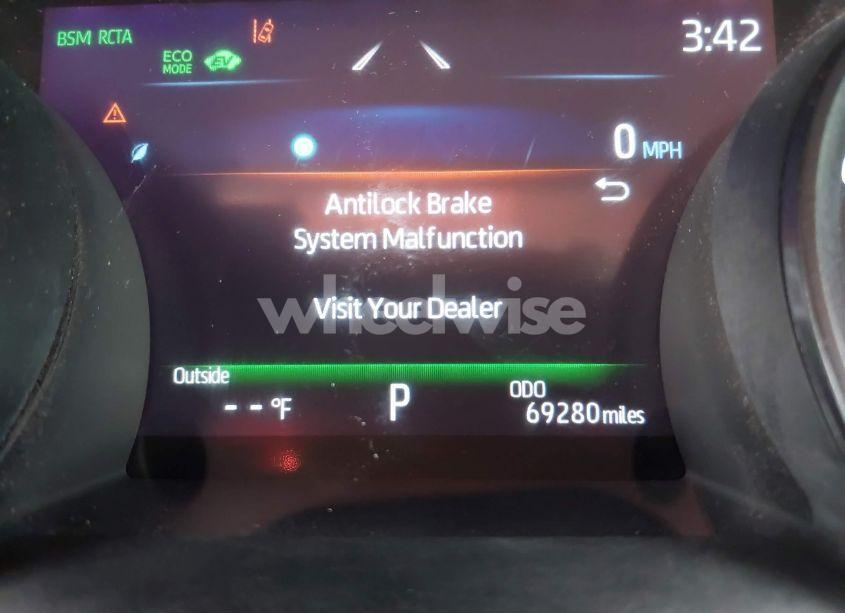 BSM RCTA
3:42
ECO
MODE
EV
0 MPH
Antilock Brake
System Malfunction
wheelwise
Visit Your Dealer
Outside
ODO
-- °F
P
69280 miles